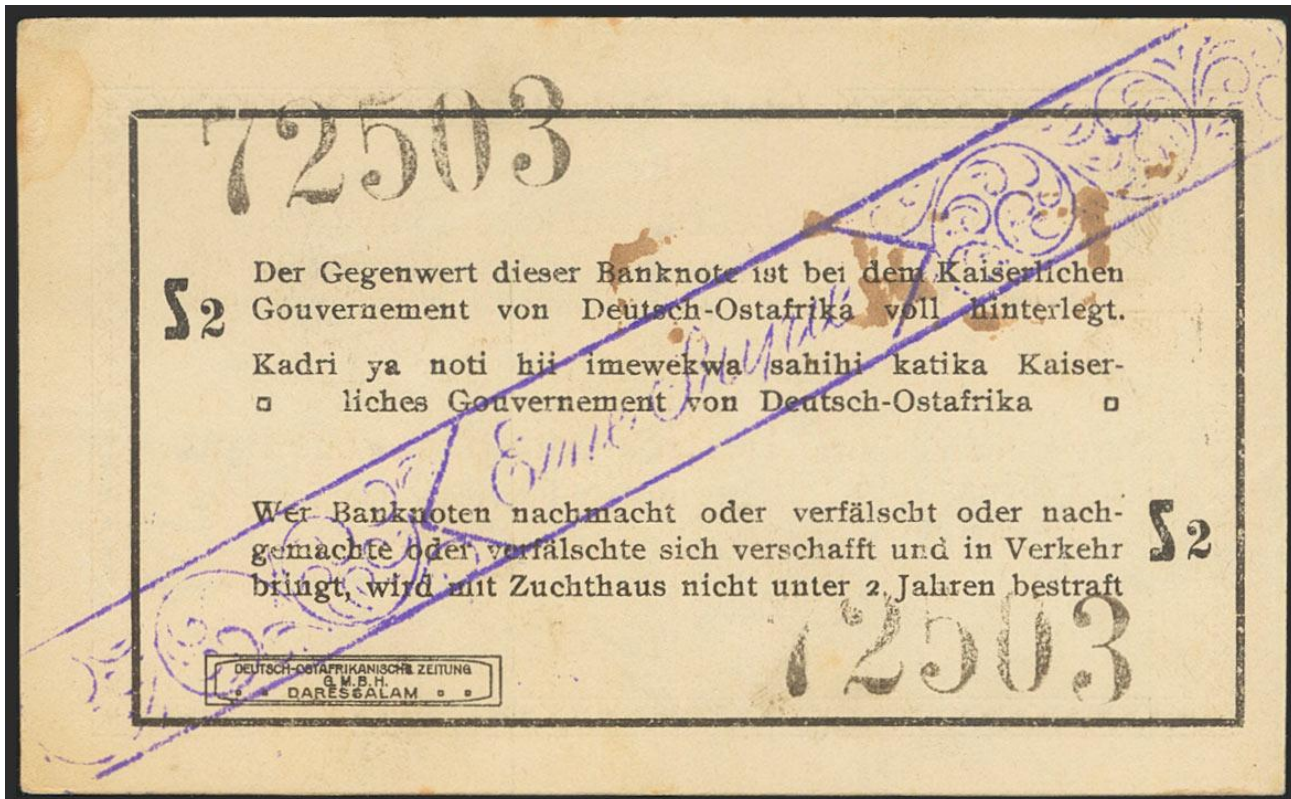 72503
Der Gegenwert dieser Banknote ist bei dem Kaiserlichen
2 Gouvernement von Deutsch-Ostafrika voll hinterlegt.
Kadri ya noti hii imewekwa sahihi katika Kaiser-
liches Gouvernement von Deutsch-Ostafrika
Wer Banknoten nachmacht oder verfälscht oder nach-
gemachte oder verfälschte sich verschafft und in Verkehr 2
bringt, wird mit Zuchthaus nicht unter 2 Jahren bestraft
72503
DEUTSCH-OSTAFRIKANISCHE ZEITUNG
G.M.B.H.
DARESSALAM